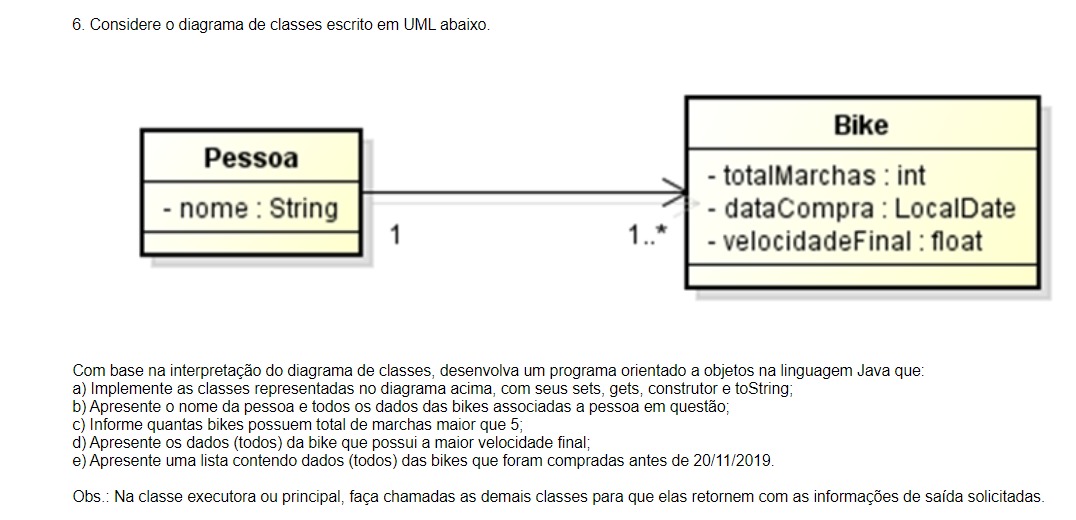 6. Considere o diagrama de classes escrito em UML abaixo.
Pessoa
- nome : String
1
1..*
Bike
- totalMarchas : int
- dataCompra : LocalDate
- velocidadeFinal : float
Com base na interpretação do diagrama de classes, desenvolva um programa orientado a objetos na linguagem Java que:
a) Implemente as classes representadas no diagrama acima, com seus sets, gets, construtor e toString;
b) Apresente o nome da pessoa e todos os dados das bikes associadas a pessoa em questão;
c) Informe quantas bikes possuem total de marchas maior que 5;
d) Apresente os dados (todos) da bike que possui a maior velocidade final;
e) Apresente uma lista contendo dados (todos) das bikes que foram compradas antes de 20/11/2019.
Obs.: Na classe executora ou principal, faça chamadas as demais classes para que elas retornem com as informações de saída solicitadas.